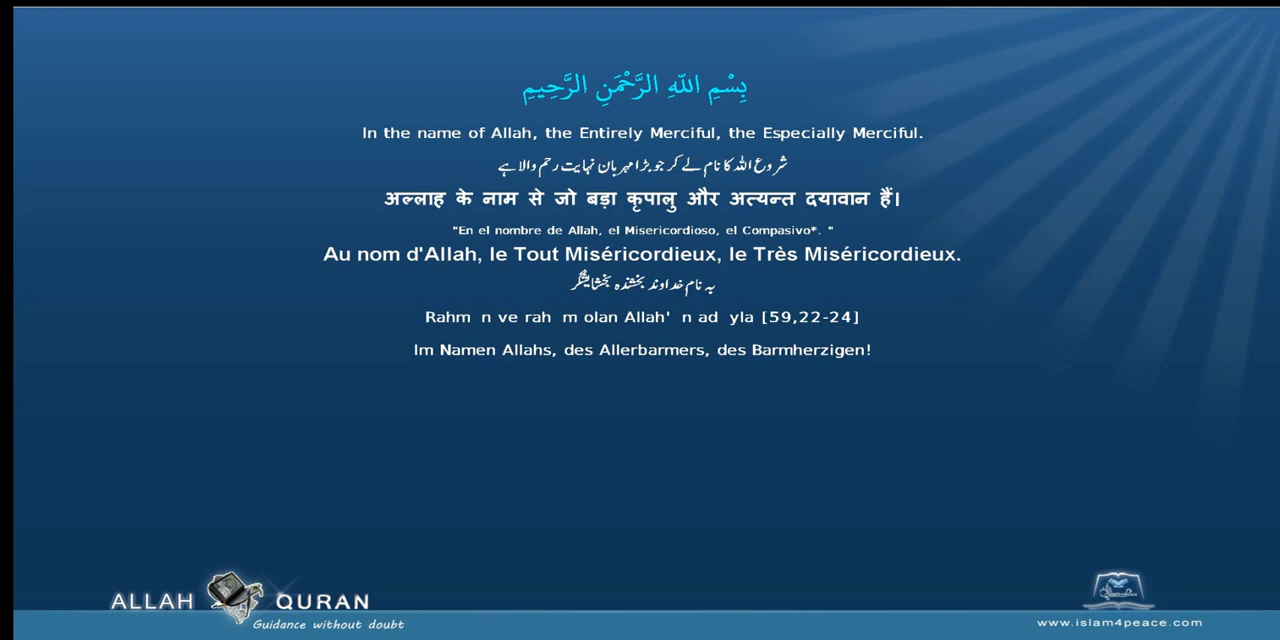 بِسْمِ اللَّهِ الرَّحْمَنِ الرَّحِيمِ
In the name of Allah, the Entirely Merciful, the Especially Merciful.
شروع اللہ کا نام لے کر جو بڑا مہربان نہایت رحم والا ہے
अल्लाह के नाम से जो बड़ा कृपालु और अत्यन्त दयावान हैं।
"En el nombre de Allah, el Misericordioso, el Compasivo*. "
Au nom d'Allah, le Tout Miséricordieux, le Très Miséricordieux.
به نام خداوند بخشنده بخشایشگر
Rahm n ve rah m olan Allah' n ad yla [59,22-24]
Im Namen Allahs, des Allerbarmers, des Barmherzigen!
ALLAH QURAN
Guidance without doubt
www.islam4peace.com